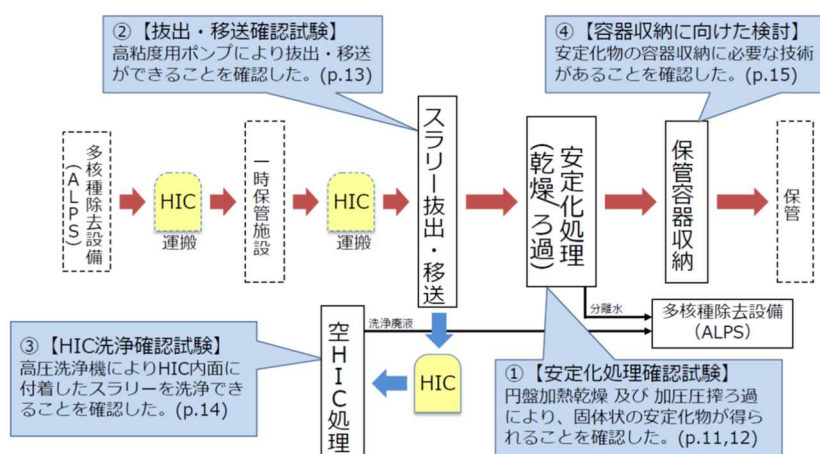 ② 【抜出・移送確認試験】
高粘度用ポンプにより抜出・移送
ができることを確認した。(p.13)
④ 【容器収納に向けた検討】
安定化物の容器収納に必要な技術
があることを確認した。(p.15)
多核種除去設備
(ALPS)
HIC
運搬
一時保管施設
HIC
運搬
スラリー抜出・移送
安定化処理
(乾燥/ろ過)
保管容器収納
保管
分離水
多核種除去設備
(ALPS)
洗浄廃液
空HIC処理
HIC
③ 【HIC洗浄確認試験】
高圧洗浄機によりHIC内面に
付着したスラリーを洗浄でき
ることを確認した。(p.14)
① 【安定化処理確認試験】
円盤加熱乾燥 及び 加圧圧搾ろ過
により、固体状の安定化物が得ら
れることを確認した。(p.11,12)